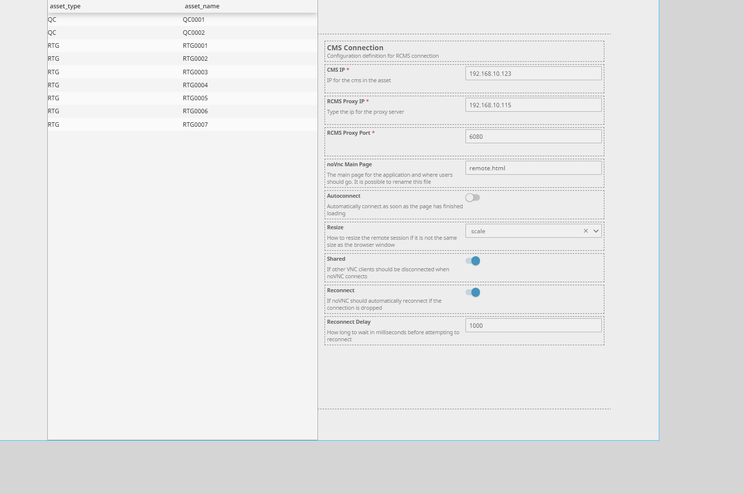 asset_type asset_name
QC QC0001
QC QC0002
RTG RTG0001
RTG RTG0002
RTG RTG0003
RTG RTG0004
RTG RTG0005
RTG RTG0006
RTG RTG0007
CMS Connection
Configuration definition for RCMS connection
CMS IP *
IP for the cms in the asset
192.168.10.123
RCMS Proxy IP *
Type the ip for the proxy server
192.168.10.115
RCMS Proxy Port *
6080
noVnc Main Page
The main page for the application and where users
should go. It is possible to rename this file
remote.html
Autoconnect
Automatically connect as soon as the page has finished
loading
Resize
How to resize the remote session if it is not the same
size as the browser window
scale
Shared
If other VNC clients should be disconnected when
noVNC connects
Reconnect
If noVNC should automatically reconnect if the
connection is dropped
Reconnect Delay
How long to wait in milliseconds before attempting to
reconnect
1000